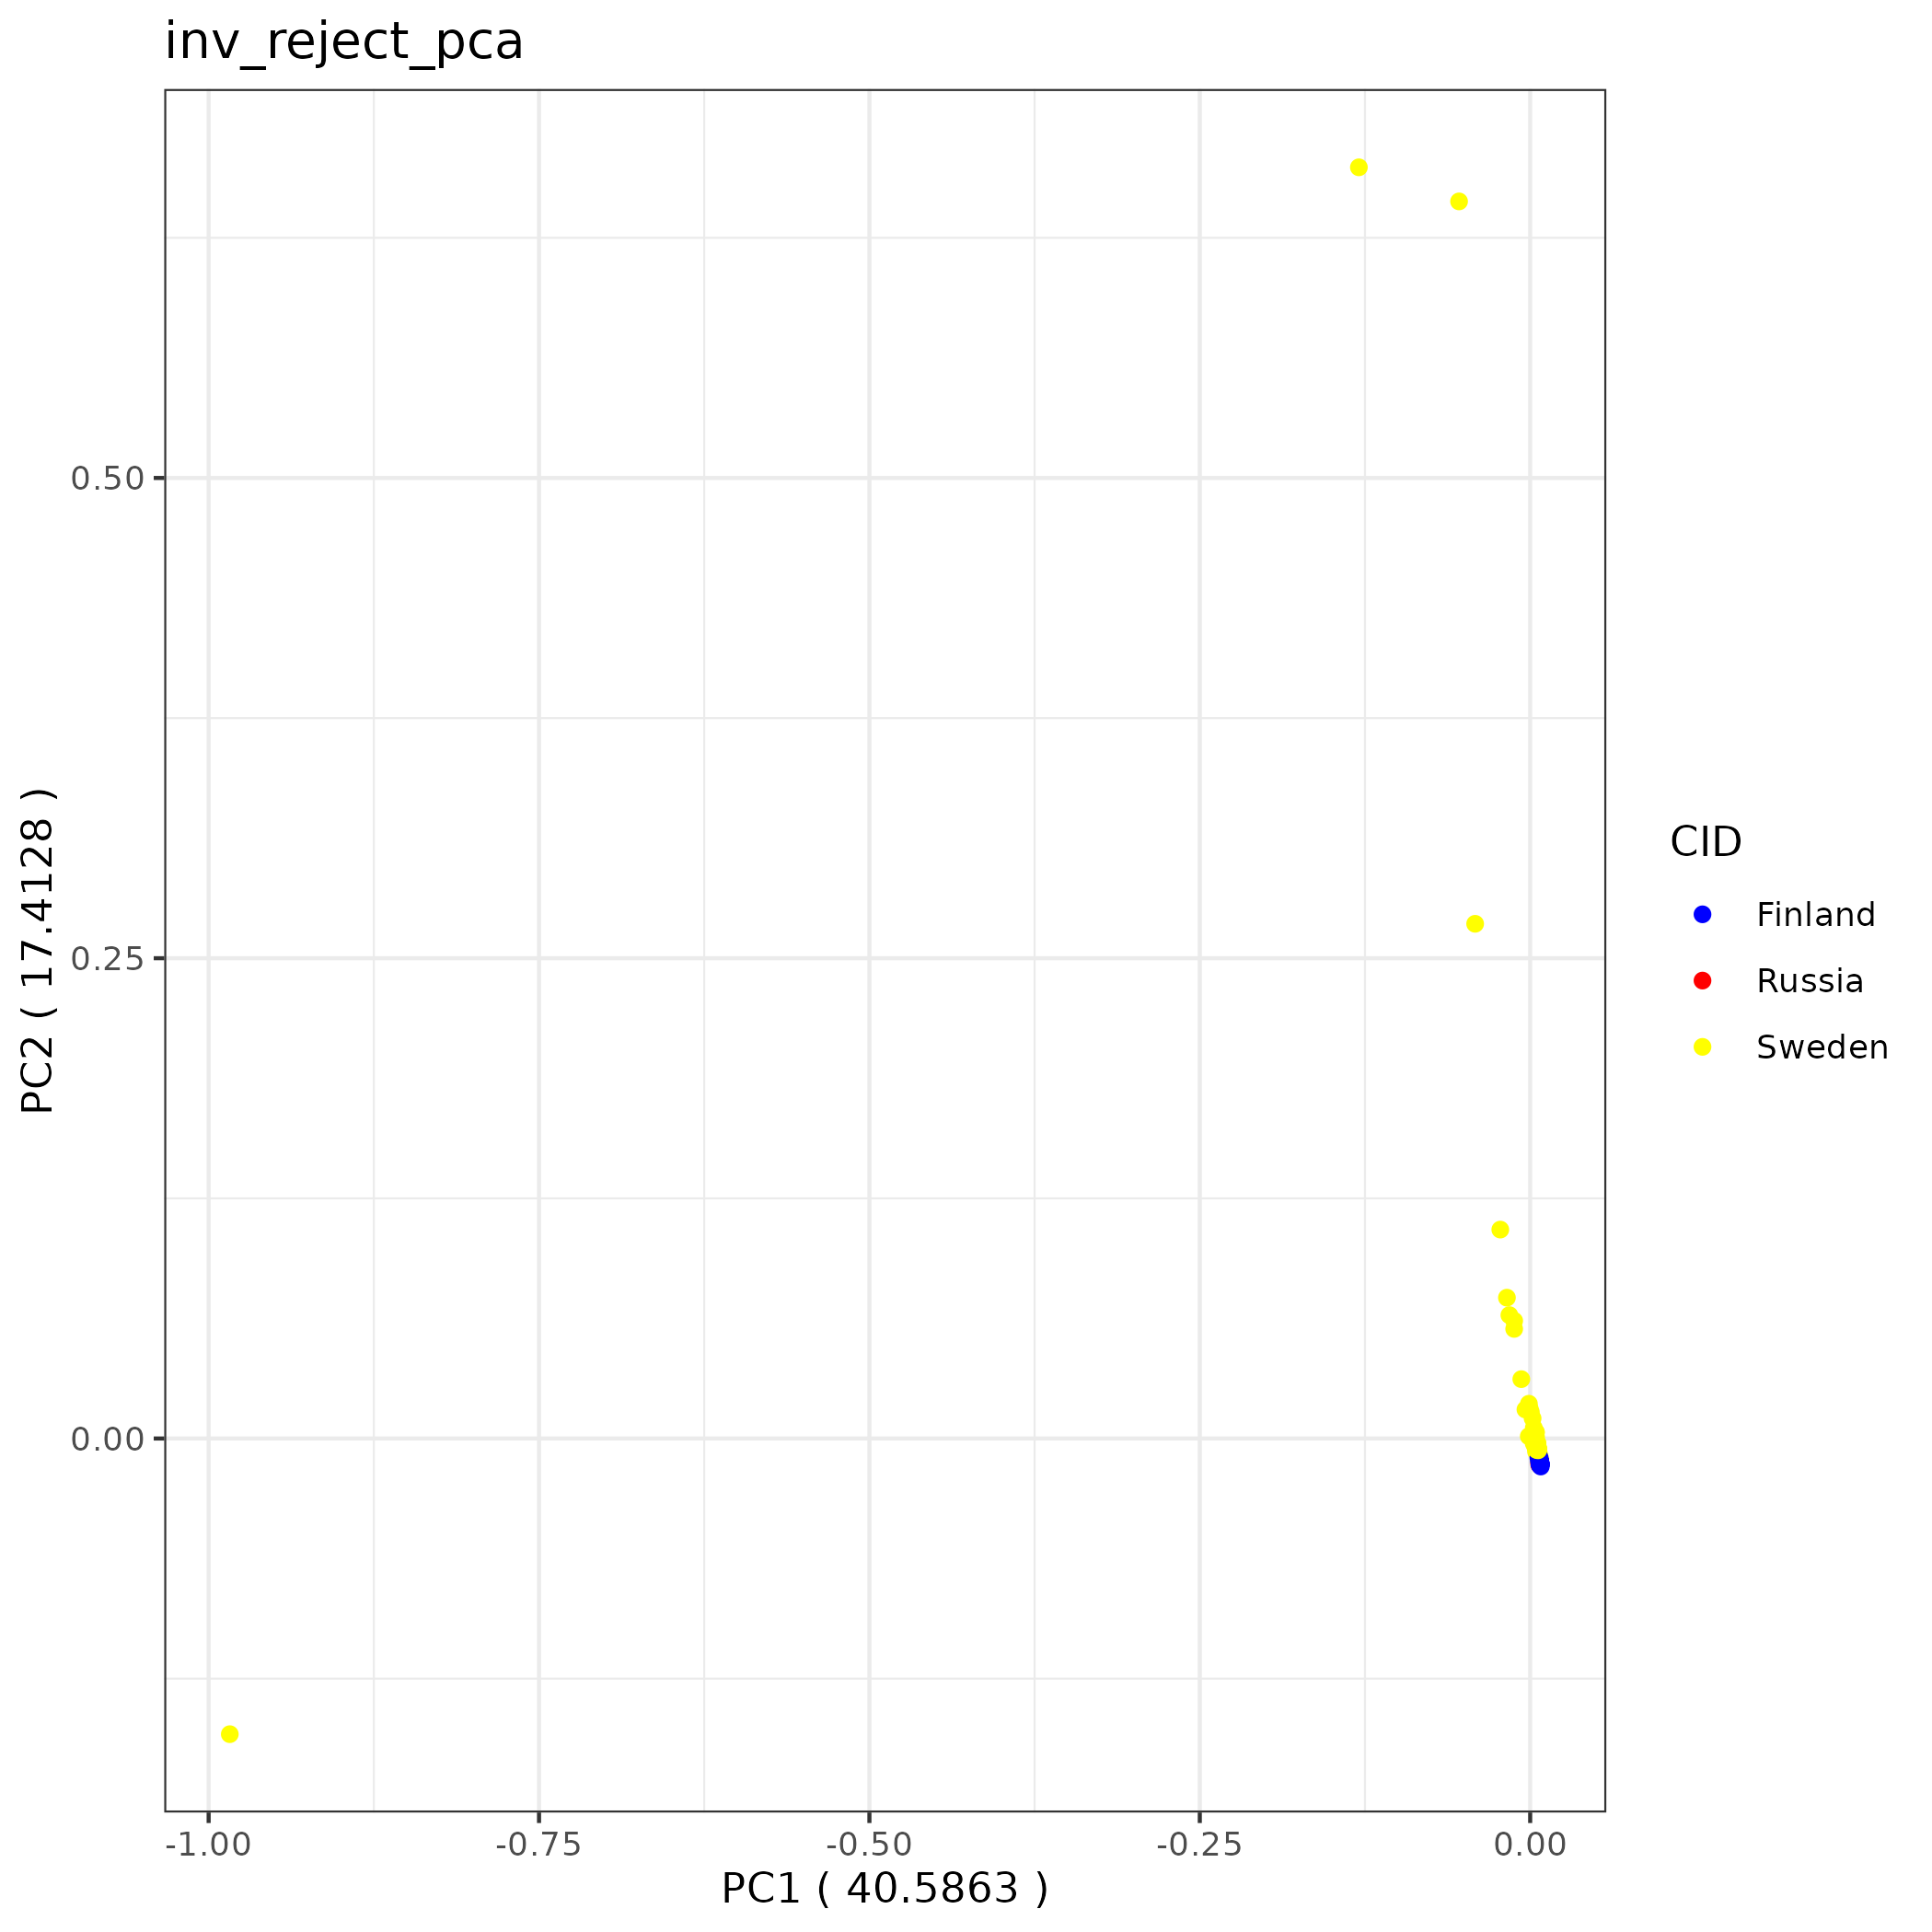 inv_reject_pca
PC2 ( 17.4128 )
0.50
0.25
0.00
-1.00
-0.75
-0.50
-0.25
0.00
PC1 ( 40.5863 )
CID
Finland
Russia
Sweden